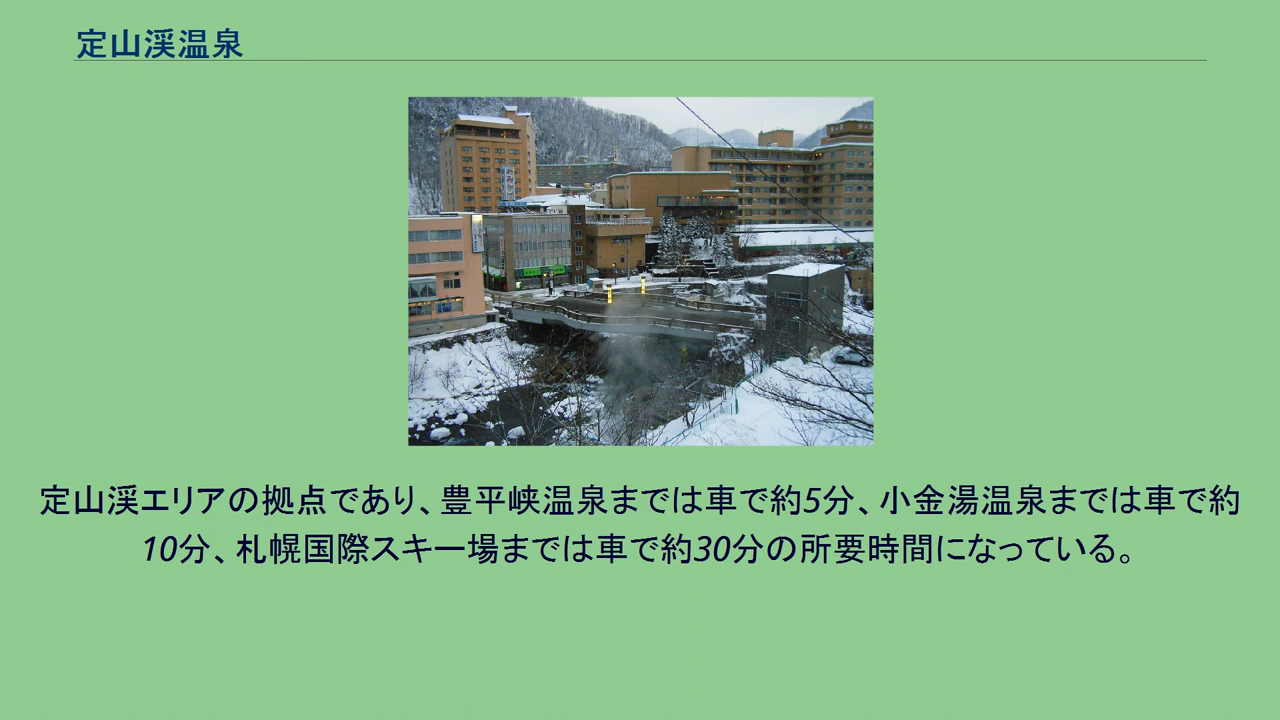 定山渓温泉
定山渓エリアの拠点であり、豊平峡温泉までは車で約5分、小金湯温泉までは車で約
10分、札幌国際スキー場までは車で約30分の所要時間になっている。